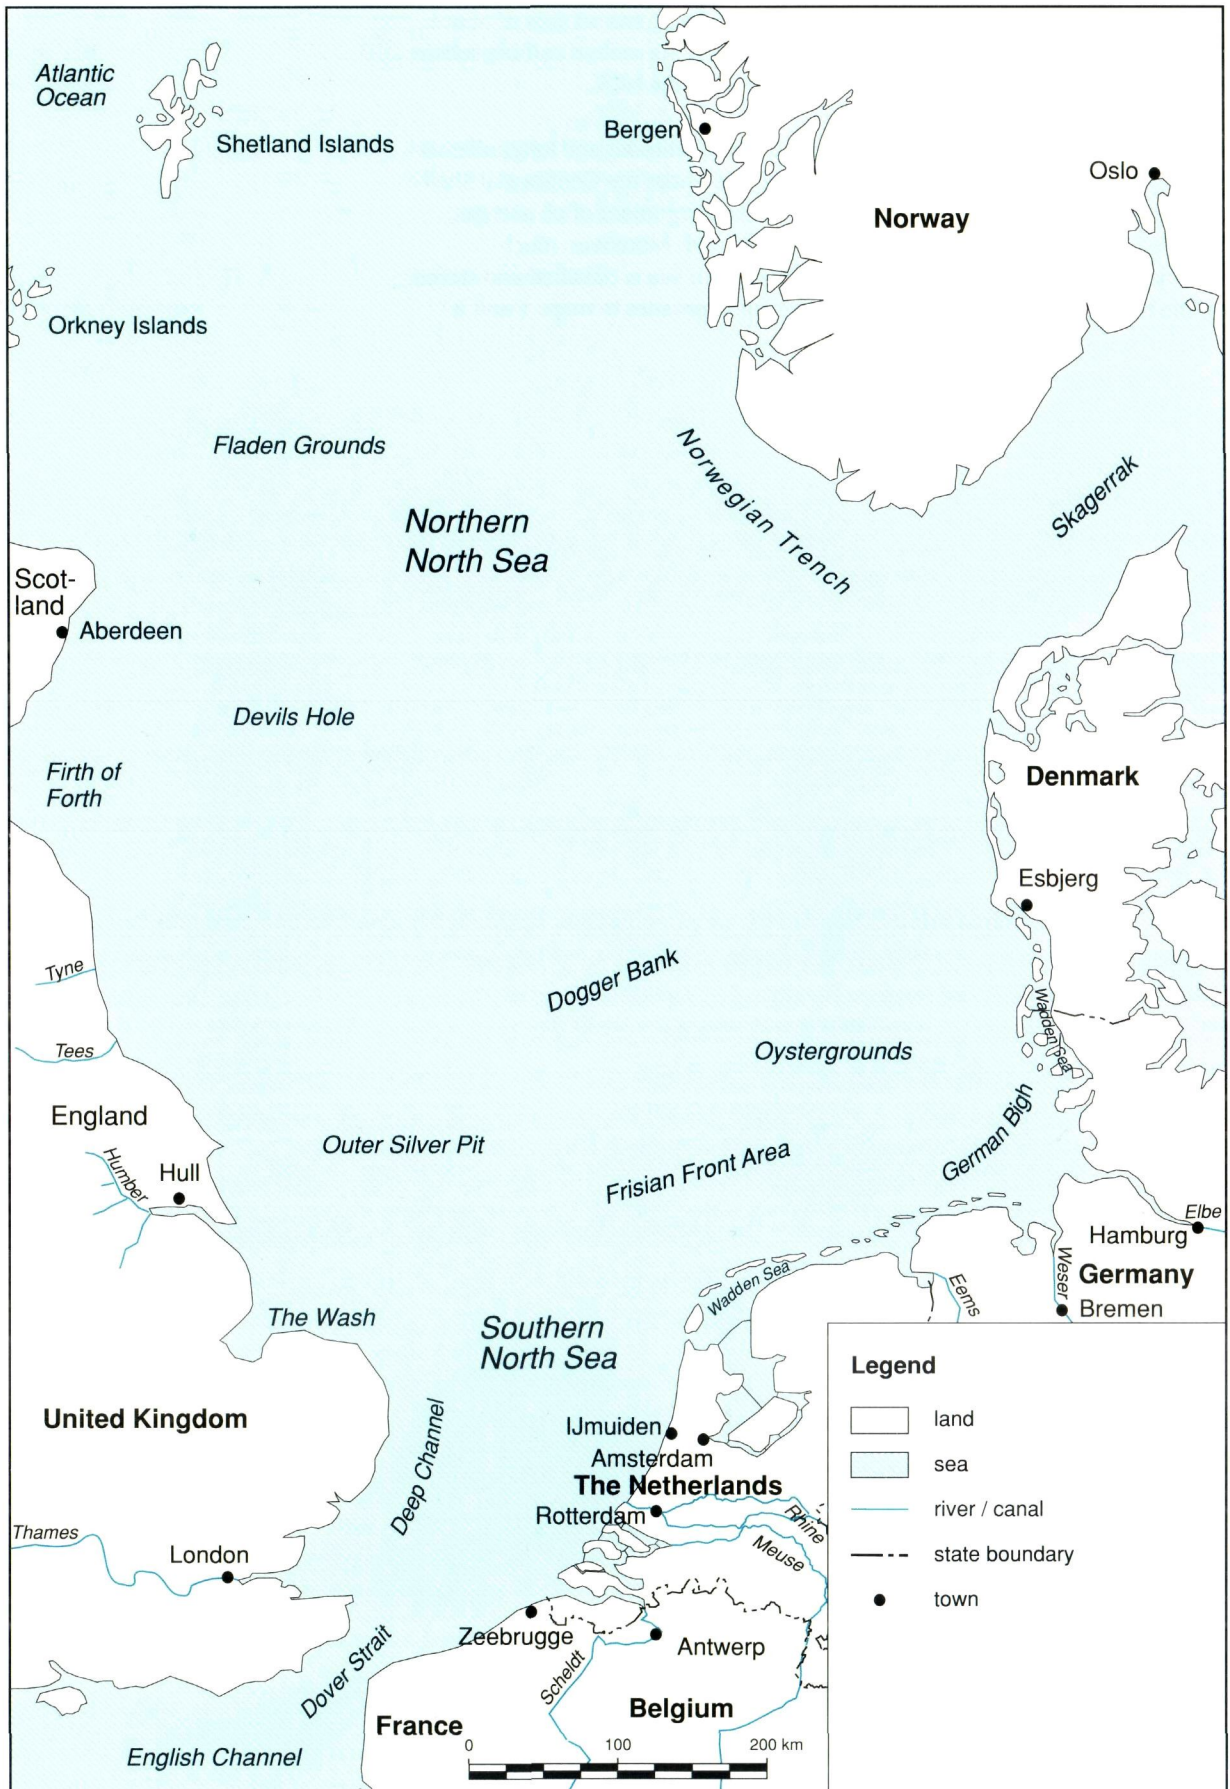 Atlantic
Ocean
Shetland Islands
Bergen
Oslo
Norway
Orkney Islands
Fladen Grounds
Norwegian Trench
Skagerrak
Northern
North Sea
Scot-
land
Aberdeen
Devils Hole
Firth of
Forth
Denmark
Esbjerg
Tyne
Dogger Bank
Wadden Sea
Tees
Oystergrounds
England
German Bigh
Outer Silver Pit
Frisian Front Area
Humber
Hull
Elbe
Hamburg
Wadden Sea
Eems
Weser
Germany
Bremen
The Wash
Southern
North Sea
Legend
land
sea
river / canal
state boundary
town
United Kingdom
Deep Channel
IJmuiden
Amsterdam
The Netherlands
Rotterdam
Rhine
Meuse
Thames
London
Zeebrugge
Antwerp
Scheldt
Dover Strait
Belgium
France
0 100 200 km
English Channel